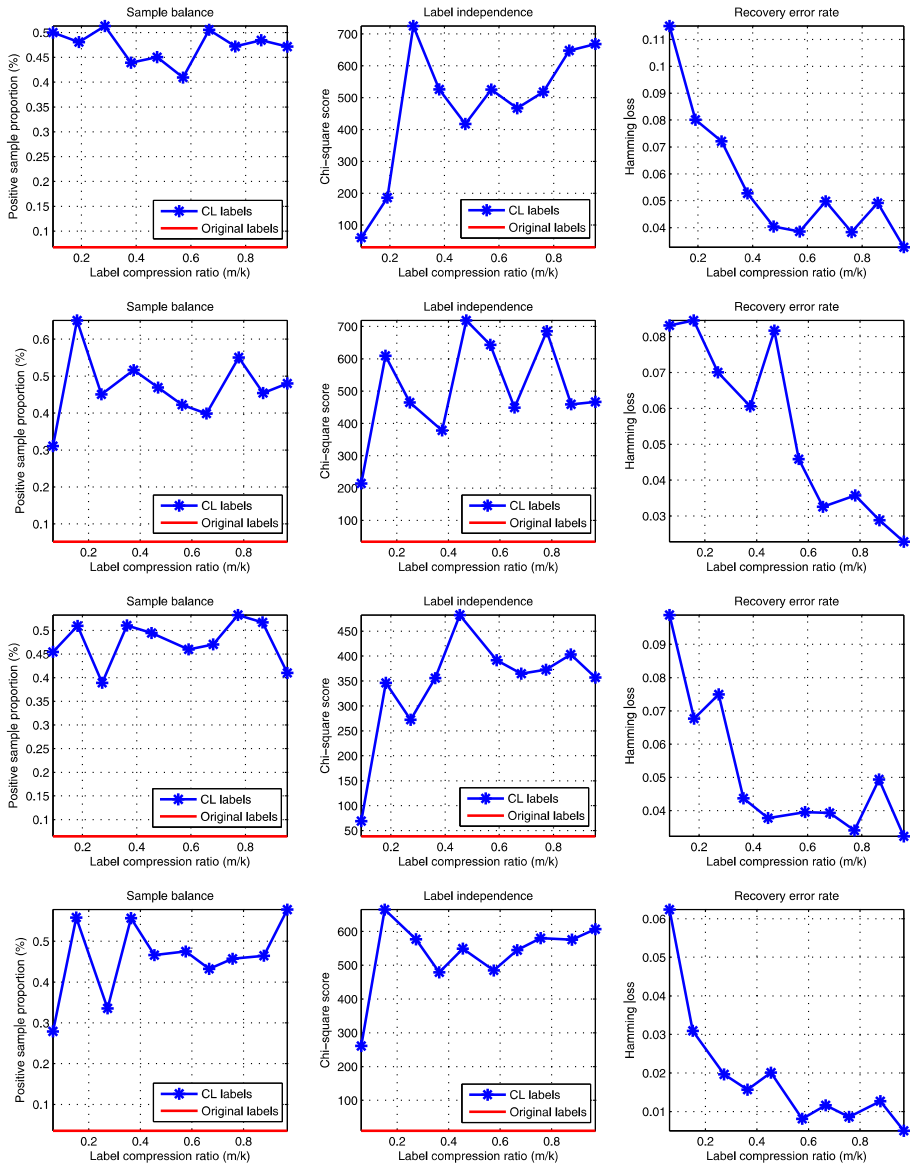 Sample balance
Positive sample proportion (%)
0.5
0.45
0.4
0.35
0.3
0.25
0.2
0.15
0.1
CL labels
Original labels
0.2 0.4 0.6 0.8
Label compression ratio (m/k)
Label independence
Chi-square score
700
600
500
400
300
200
100
CL labels
Original labels
0.2 0.4 0.6 0.8
Label compression ratio (m/k)
Recovery error rate
Hamming loss
0.11
0.1
0.09
0.08
0.07
0.06
0.05
0.04
0.2 0.4 0.6 0.8
Label compression ratio (m/k)
Sample balance
Positive sample proportion (%)
0.6
0.5
0.4
0.3
0.2
0.1
CL labels
Original labels
0.2 0.4 0.6 0.8
Label compression ratio (m/k)
Label independence
Chi-square score
700
600
500
400
300
200
100
CL labels
Original labels
0.2 0.4 0.6 0.8
Label compression ratio (m/k)
Recovery error rate
Hamming loss
0.08
0.07
0.06
0.05
0.04
0.03
0.2 0.4 0.6 0.8
Label compression ratio (m/k)
Sample balance
Positive sample proportion (%)
0.5
0.45
0.4
0.35
0.3
0.25
0.2
0.15
0.1
CL labels
Original labels
0.2 0.4 0.6 0.8
Label compression ratio (m/k)
Label independence
Chi-square score
450
400
350
300
250
200
150
100
50
CL labels
Original labels
0.2 0.4 0.6 0.8
Label compression ratio (m/k)
Recovery error rate
Hamming loss
0.09
0.08
0.07
0.06
0.05
0.04
0.2 0.4 0.6 0.8
Label compression ratio (m/k)
Sample balance
Positive sample proportion (%)
0.5
0.4
0.3
0.2
0.1
CL labels
Original labels
0.2 0.4 0.6 0.8
Label compression ratio (m/k)
Label independence
Chi-square score
600
500
400
300
200
100
CL labels
Original labels
0.2 0.4 0.6 0.8
Label compression ratio (m/k)
Recovery error rate
Hamming loss
0.06
0.05
0.04
0.03
0.02
0.01
0.2 0.4 0.6 0.8
Label compression ratio (m/k)